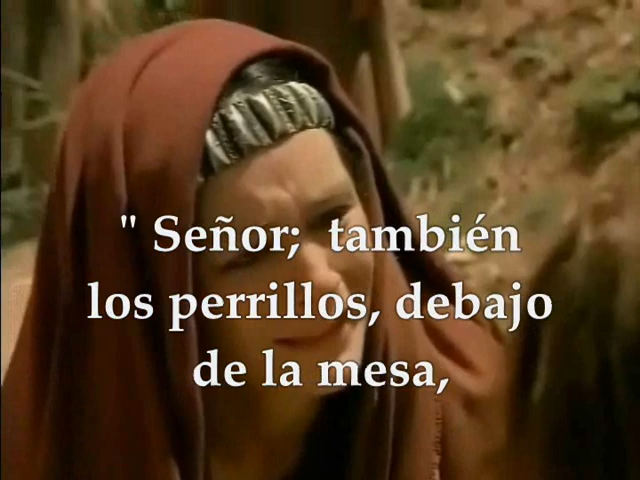 " Señor;  también
los perrillos, debajo
de la mesa,